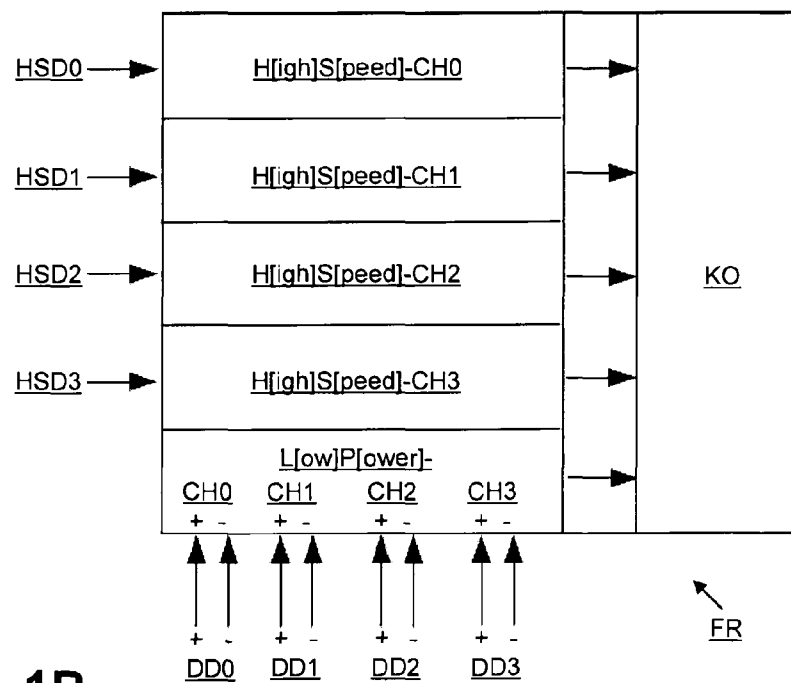 HSD0 H[igh]S[peed]-CH0
HSD1 H[igh]S[peed]-CH1
HSD2 H[igh]S[peed]-CH2 KO
HSD3 H[igh]S[peed]-CH3
L[ow]P[ower]-
CH0 CH1 CH2 CH3
+ - + - + - + -
+ - + - + - + -
DD0 DD1 DD2 DD3
FR